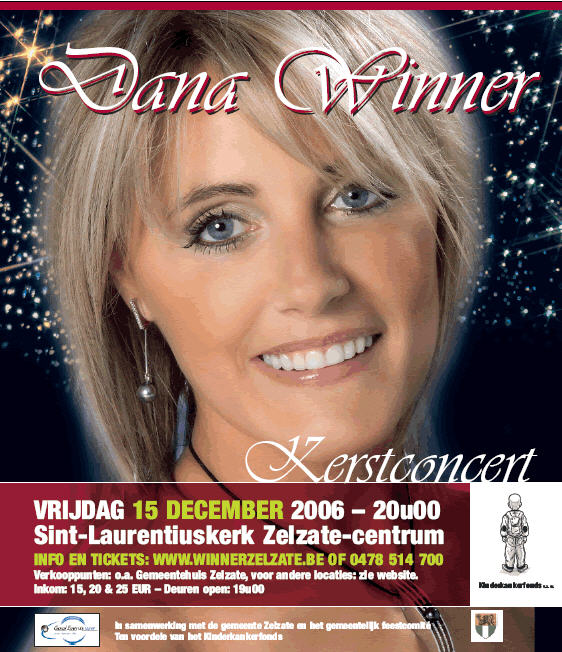 Dana Winner
Kerstconcert
VRIJDAG 15 DECEMBER 2006 – 20u00
Sint-Laurentiuskerk Zelzate-centrum
INFO EN TICKETS: WWW.WINNERZELZATE.BE OF 0478 514 700
Verkooppunten: o.a. Gemeentehuis Zelzate, voor andere locaties: zie website.
Inkom: 15, 20 & 25 EUR – Deuren open: 19u00
Kinderkankerfonds v.z.w.
In samenwerking met de gemeente Zelzate en het gemeentelijk feestcomité
Ten voordele van het Kinderkankerfonds